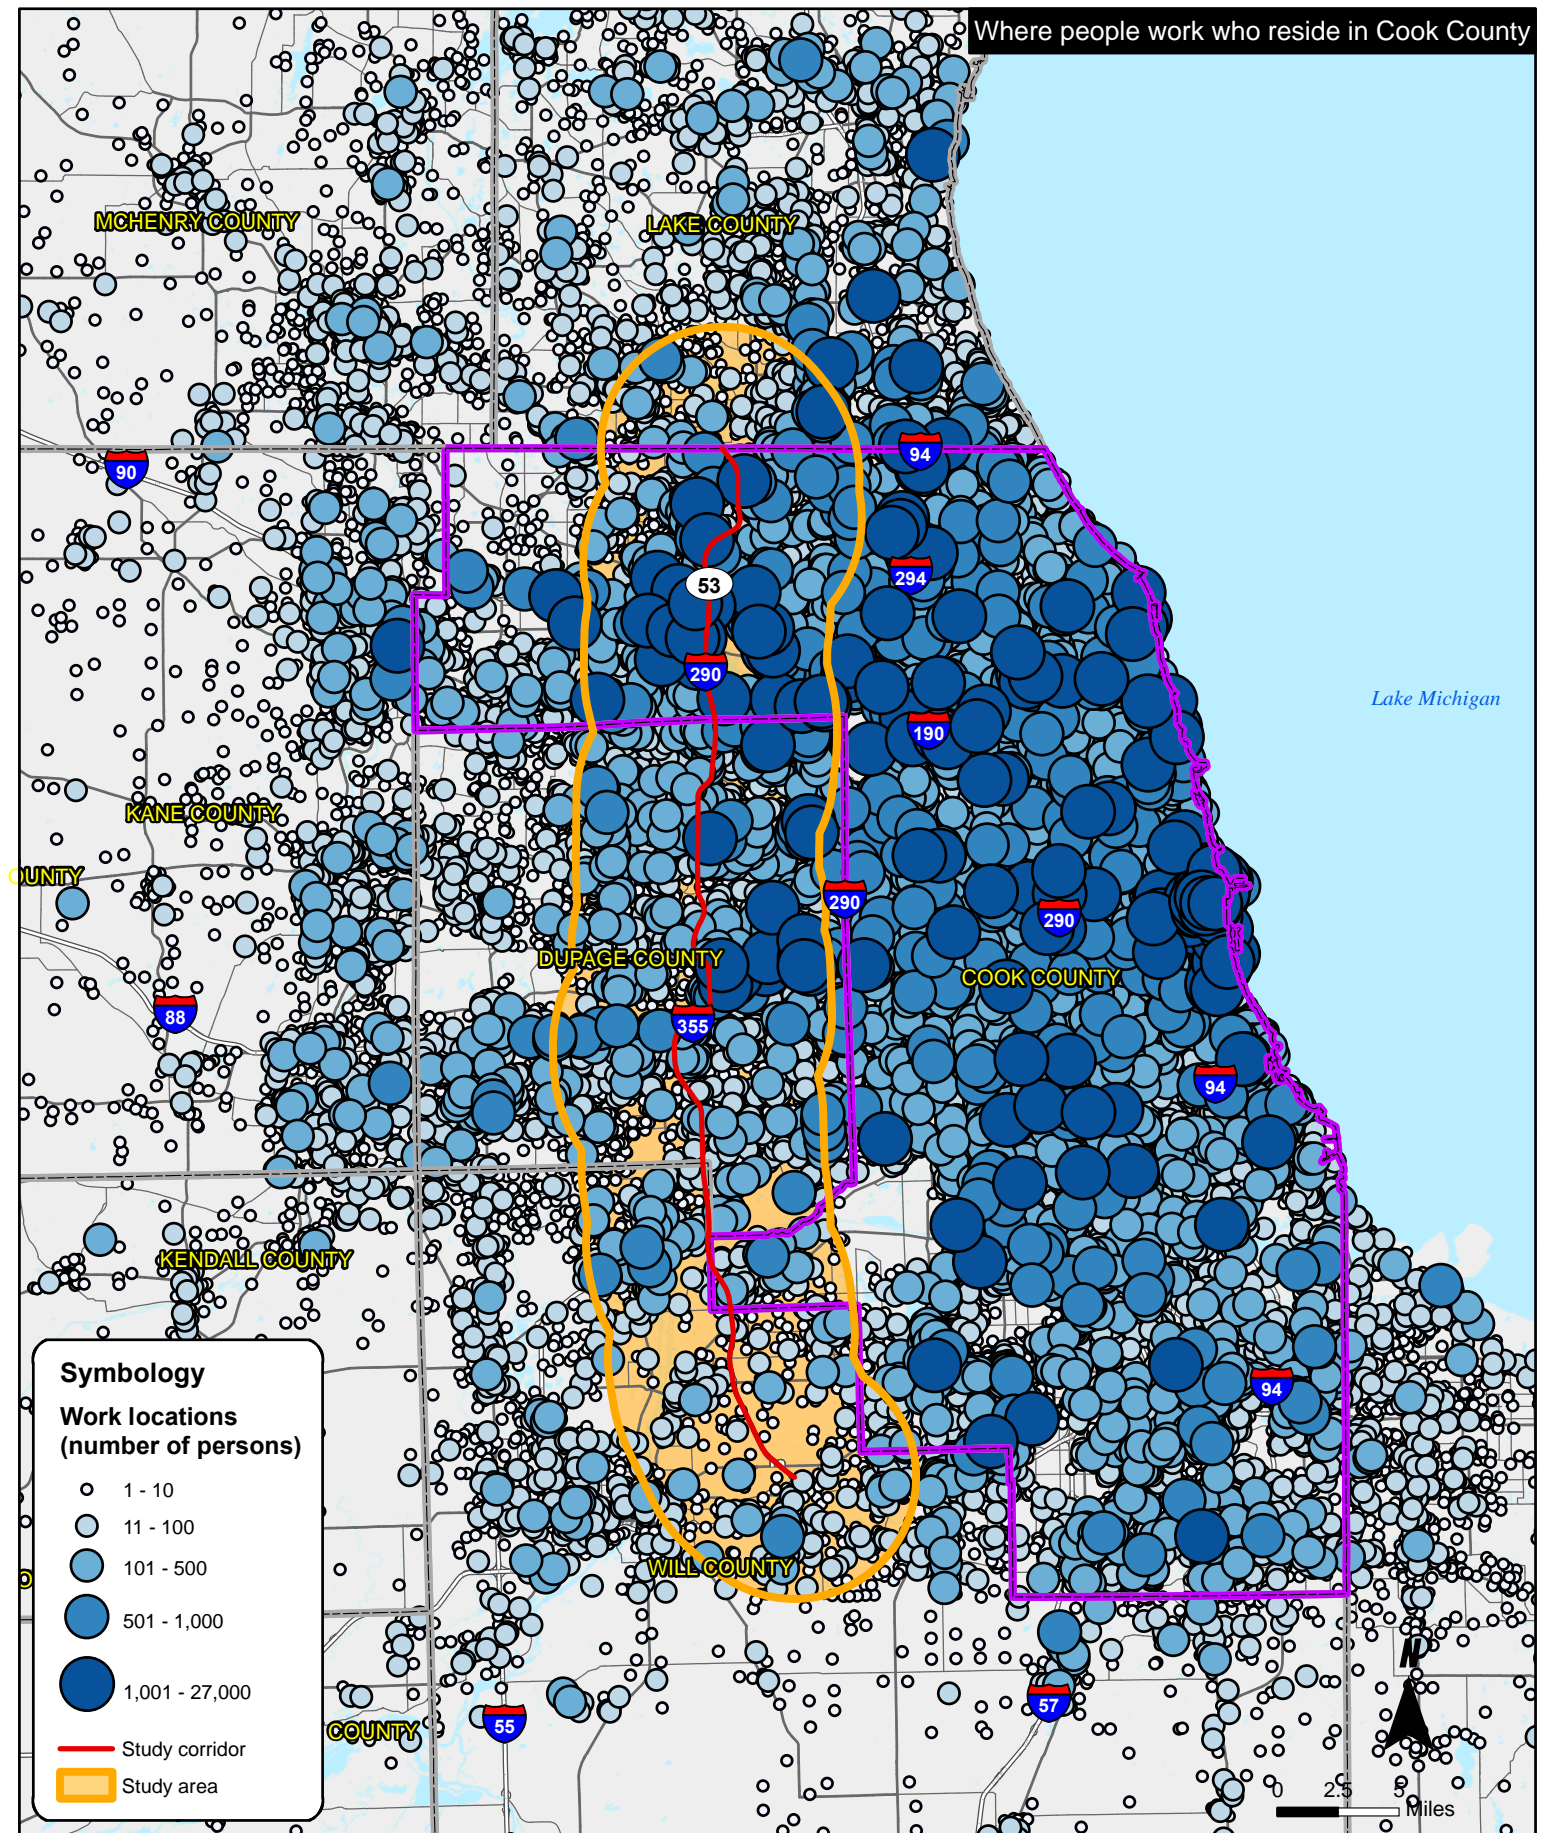 Where people work who reside in Cook County
MCHENRY COUNTY
LAKE COUNTY
94
90
294
53
290
Lake Michigan
190
KANE COUNTY
OUNTY
290
290
DUPAGE COUNTY
COOK COUNTY
88
355
94
KENDALL COUNTY
94
Symbology
Work locations
(number of persons)
1 - 10
11 - 100
101 - 500
501 - 1,000
1,001 - 27,000
Study corridor
Study area
WILL COUNTY
O
COUNTY
55
57
N
0 2.5 5
Miles